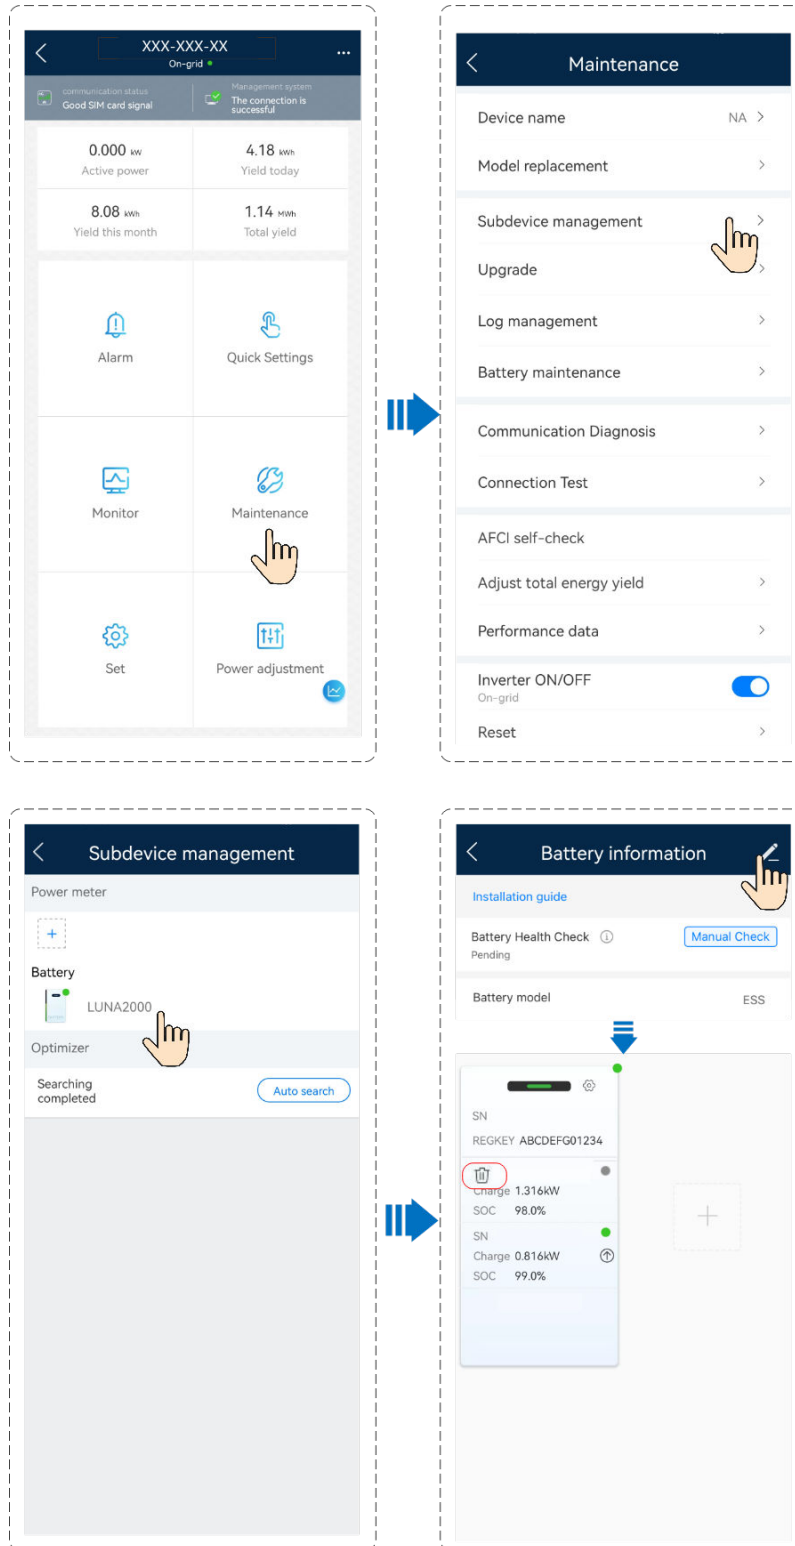 XXX-XXX-XX
On-grid
communication status
Good SIM card signal
Management system
The connection is
successful
0.000 kW
Active power
4.18 kWh
Yield today
8.08 kWh
Yield this month
1.14 MWh
Total yield
Alarm
Quick Settings
Monitor
Maintenance
Set
Power adjustment
Maintenance
Device name NA
Model replacement
Subdevice management
Upgrade
Log management
Battery maintenance
Communication Diagnosis
Connection Test
AFCI self-check
Adjust total energy yield
Performance data
Inverter ON/OFF
On-grid
Reset
Subdevice management
Power meter
Battery
LUNA2000
Optimizer
Searching
completed
Auto search
Battery information
Installation guide
Battery Health Check
Pending
Manual Check
Battery model ESS
SN
REGKEY ABCDEFG01234
Charge 1.316kW
SOC 98.0%
SN
Charge 0.816kW
SOC 99.0%